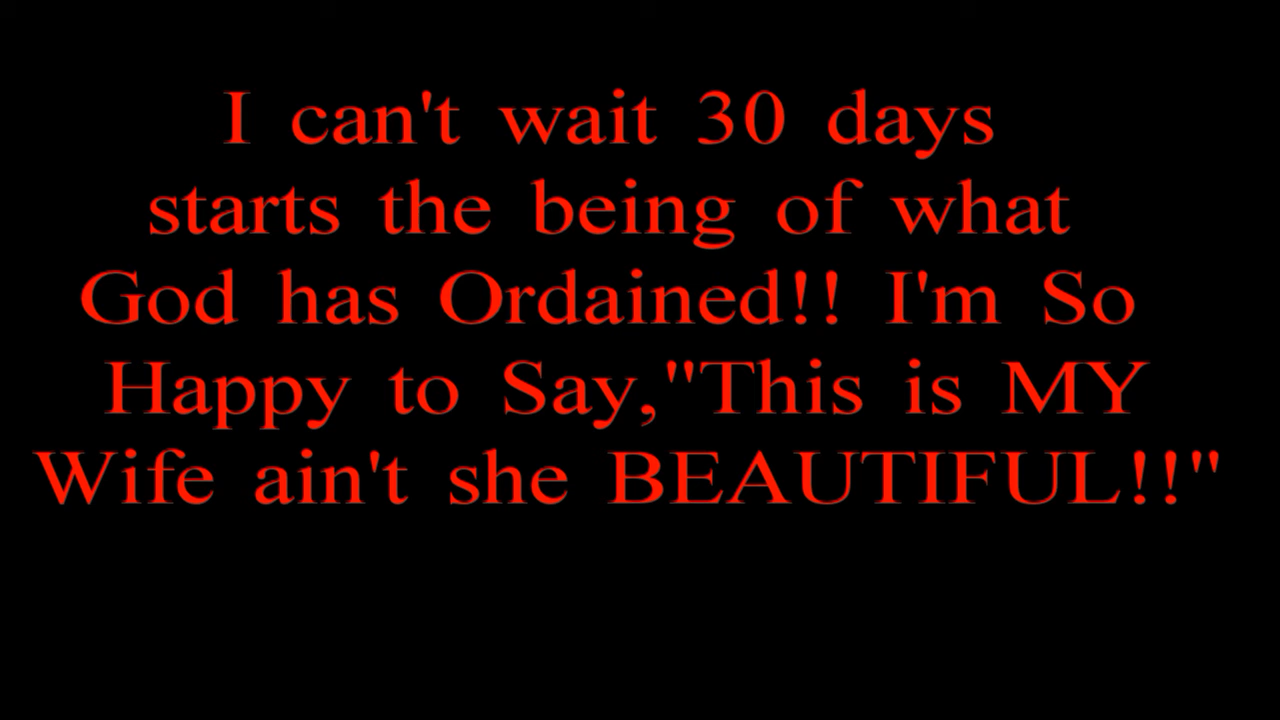 I can't wait 30 days
starts the being of what
God has Ordained!! I'm So
Happy to Say,"This is MY
Wife ain't she BEAUTIFUL!!"